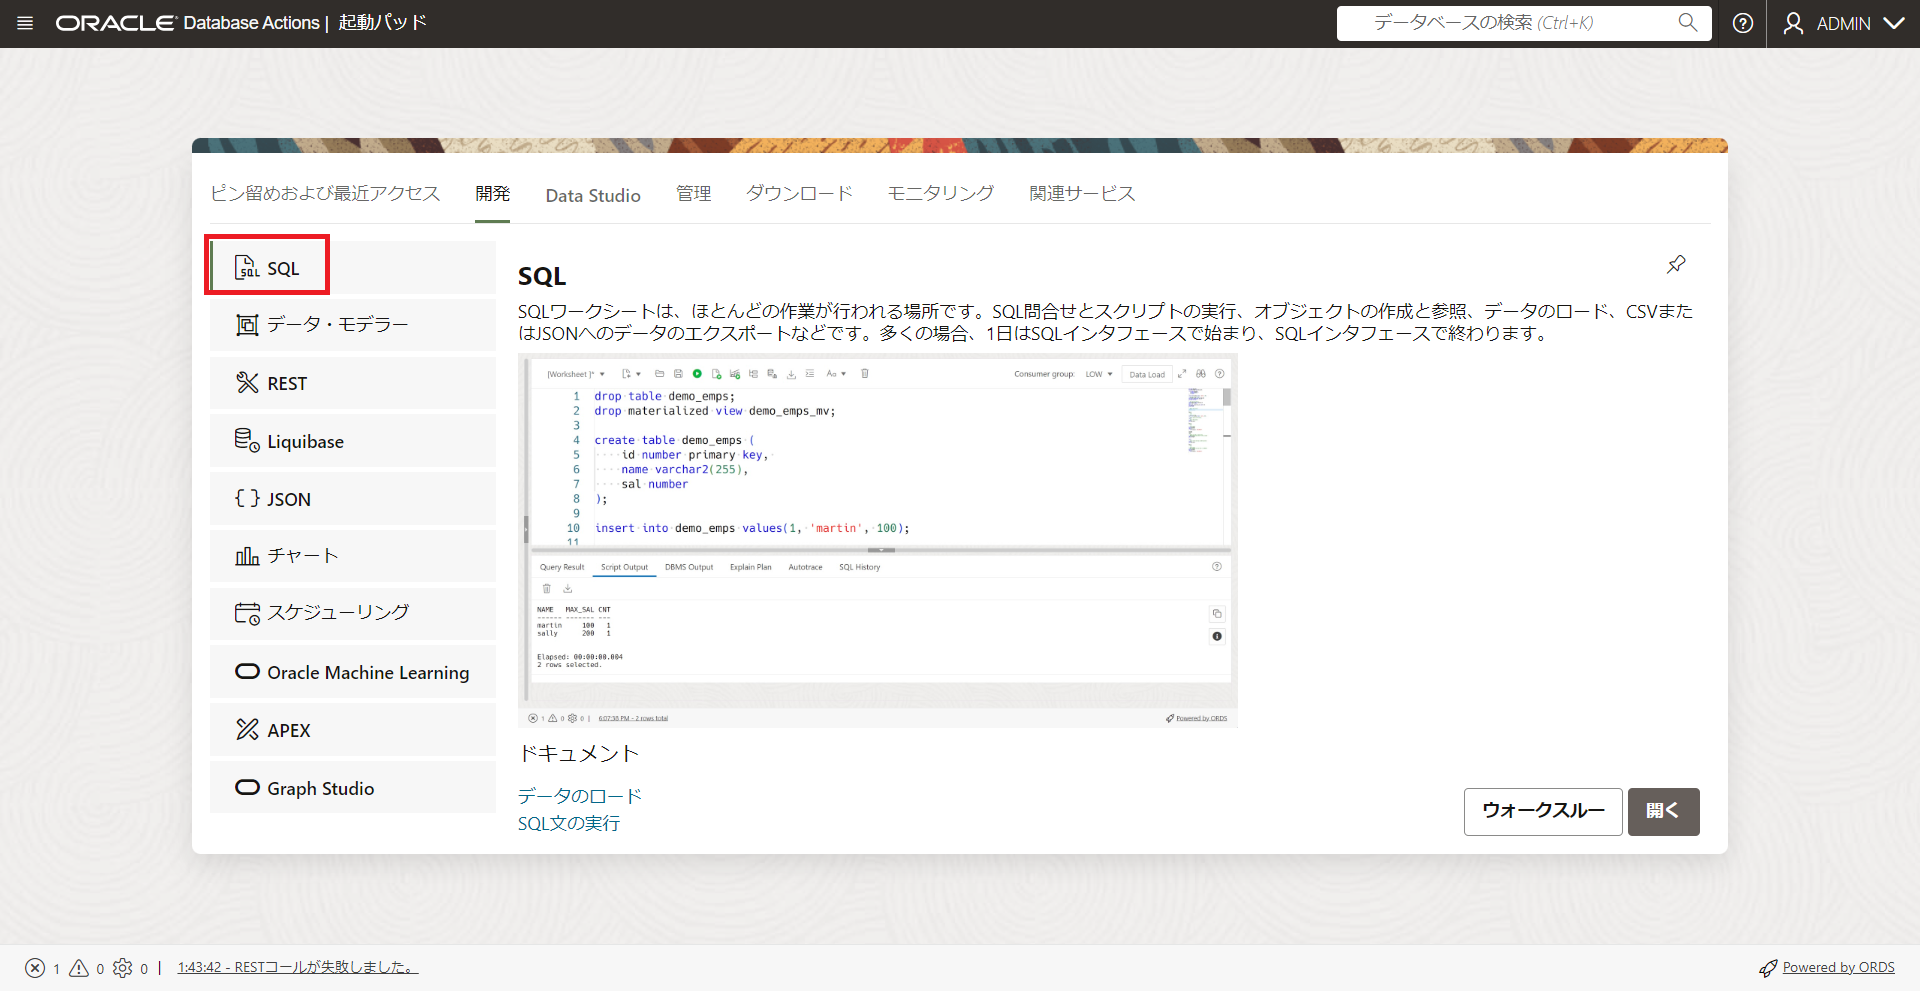 ORACLE Database Actions | 起動パッド
データベースの検索 (Ctrl+K)
ADMIN
ピン留めおよび最近アクセス 開発 Data Studio 管理 ダウンロード モニタリング 関連サービス
SQL
データ・モデラー
REST
Liquibase
JSON
チャート
スケジューリング
Oracle Machine Learning
APEX
Graph Studio
SQL
SQLワークシートは、ほとんどの作業が行われる場所です。SQL問合せとスクリプトの実行、オブジェクトの作成と参照、データのロード、CSVまた
はJSONへのデータのエクスポートなどです。多くの場合、1日はSQLインタフェースで始まり、SQLインタフェースで終わります。
[Worksheet ]* Aa Consumer group: LOW Data Load
1 drop table demo_emps;
2 drop materialized view demo_emps_mv;
3
4 create table demo_emps (
5 id number primary key,
6 name varchar2(255),
7 sal number
8 );
9
10 insert into demo_emps values(1, 'martin', 100);
11
Query Result Script Output DBMS Output Explain Plan Autotrace SQL History
NAME MAX_SAL CNT
------ ------- ---
martin 100 1
sally 200 1
Elapsed: 00:00:00.004
2 rows selected.
1 0 0 | 6:07:38 PM - 2 rows total
Powered by ORDS
ドキュメント
データのロード
SQL文の実行
ウォークスルー 開く
1 0 0 | 1:43:42 - RESTコールが失敗しました。
Powered by ORDS